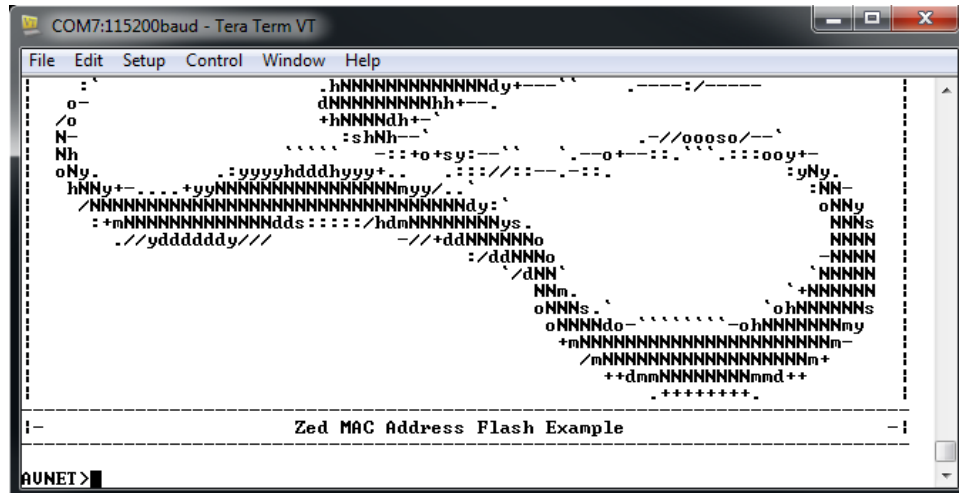 COM7:115200baud - Tera Term VT
File Edit Setup Control Window Help
Zed MAC Address Flash Example
AVNET>